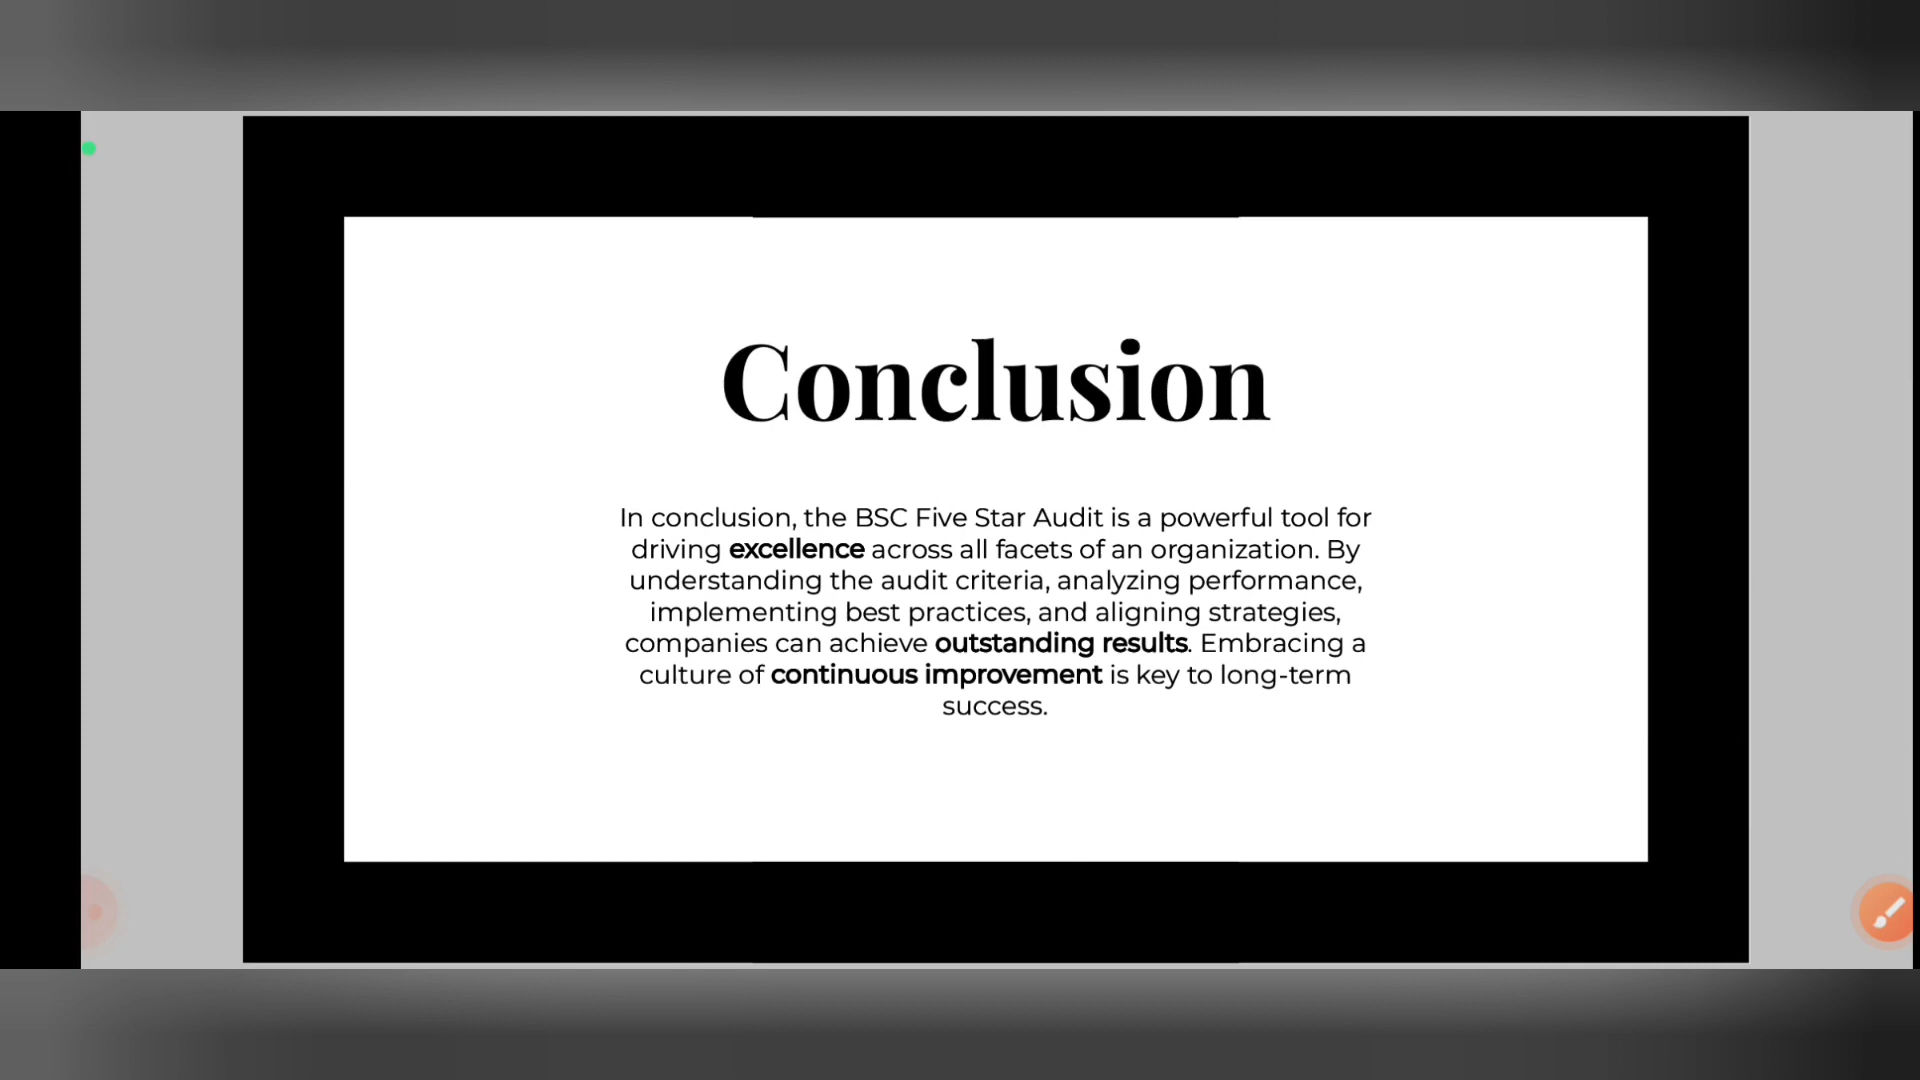 Conclusion
In conclusion, the BSC Five Star Audit is a powerful tool for
driving excellence across all facets of an organization. By
understanding the audit criteria, analyzing performance,
implementing best practices, and aligning strategies,
companies can achieve outstanding results. Embracing a
culture of continuous improvement is key to long-term
success.